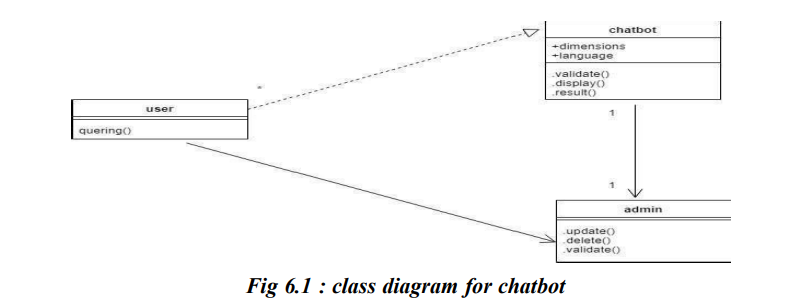 chatbot
+dimensions
+language
.validate()
.display()
.result()
*
user
quering()
1
1
admin
.update()
.delete()
.validate()
Fig 6.1 : class diagram for chatbot